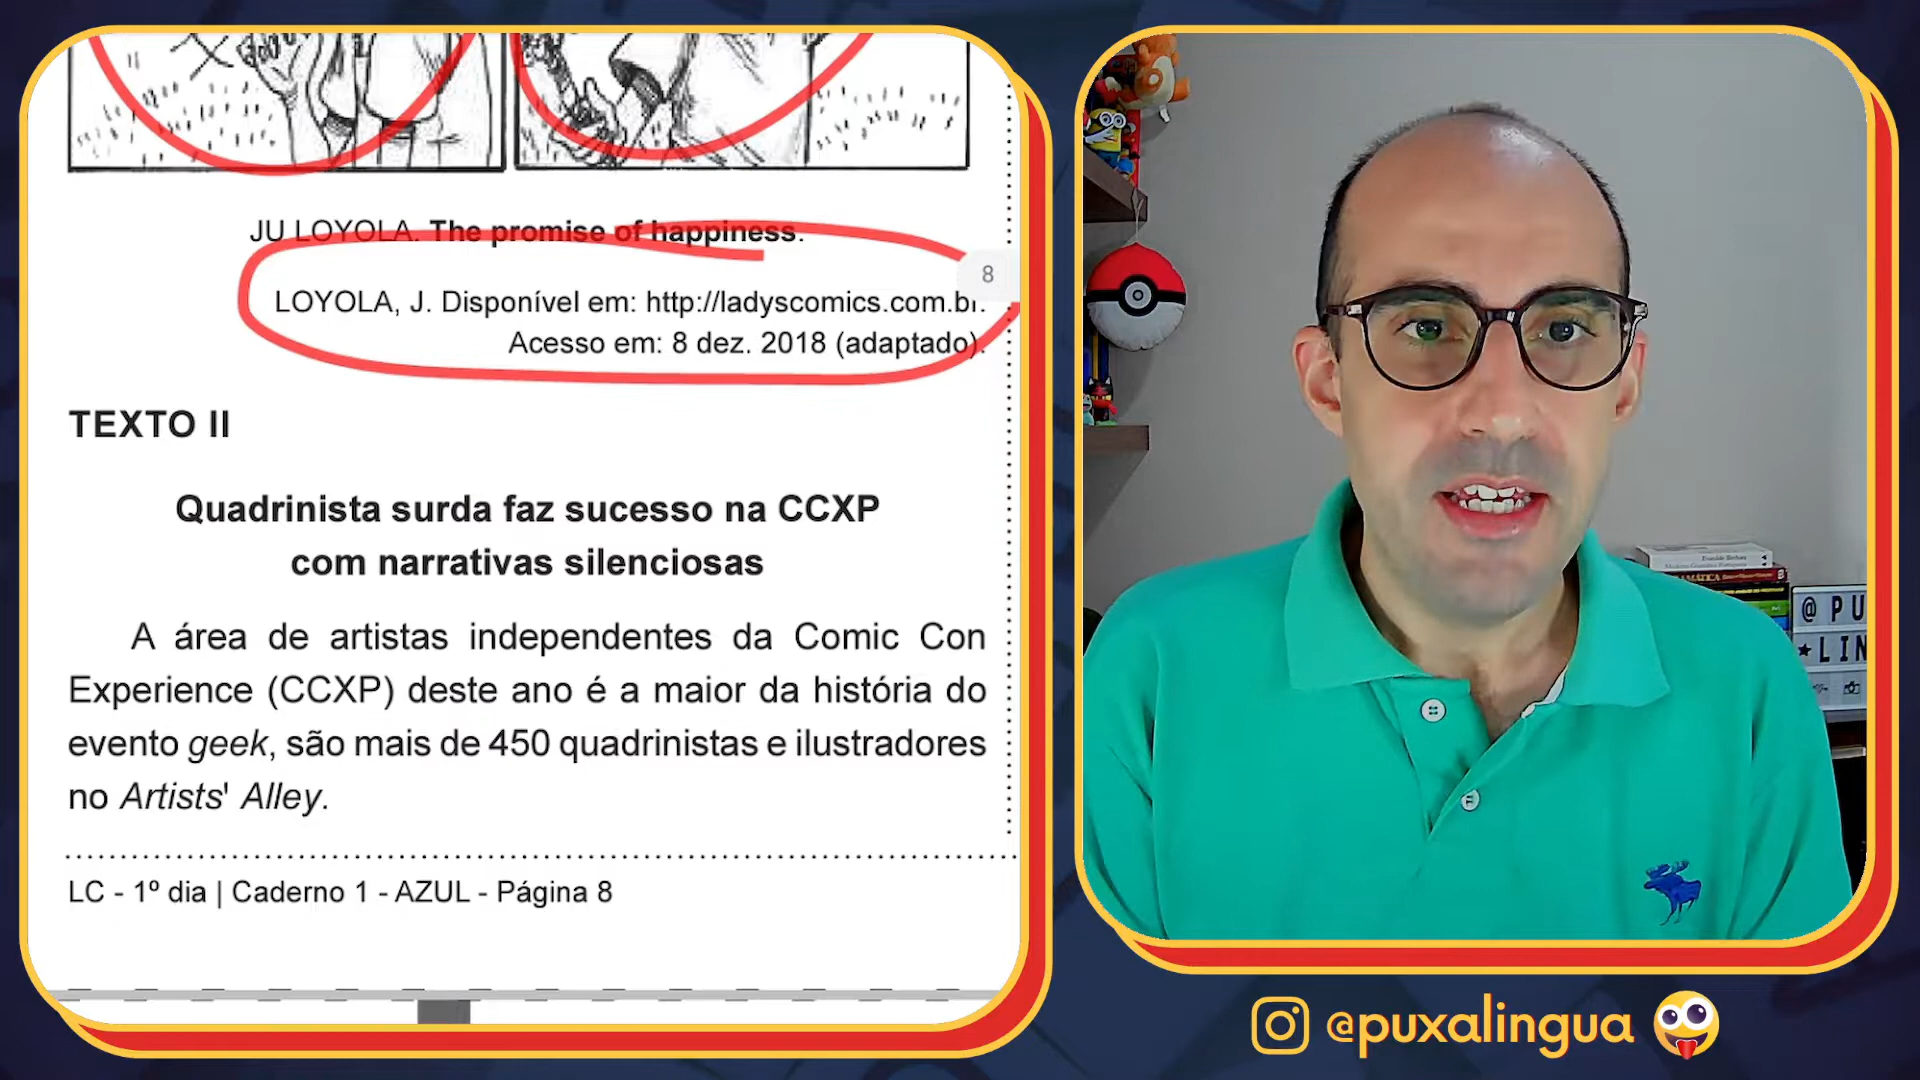 JU LOYOLA. The promise of happiness.
8
LOYOLA, J. Disponível em: http://ladyscomics.com.br.
Acesso em: 8 dez. 2018 (adaptado).
TEXTO II
Quadrinista surda faz sucesso na CCXP
com narrativas silenciosas
A área de artistas independentes da Comic Con
Experience (CCXP) deste ano é a maior da história do
evento geek, são mais de 450 quadrinistas e ilustradores
no Artists' Alley.
LC - 1º dia | Caderno 1 - AZUL - Página 8
@ PU
★LIN
@puxalingua